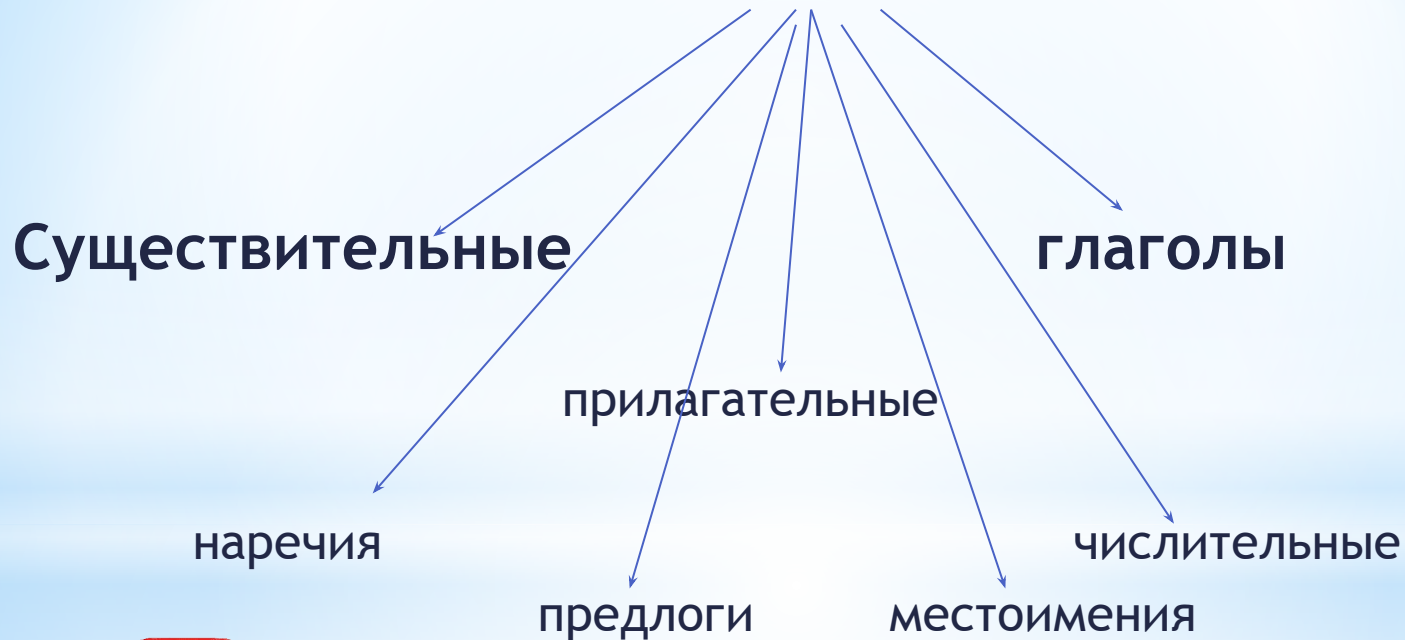 Существительные глаголы
прилагательные
наречия числительные
предлоги местоимения